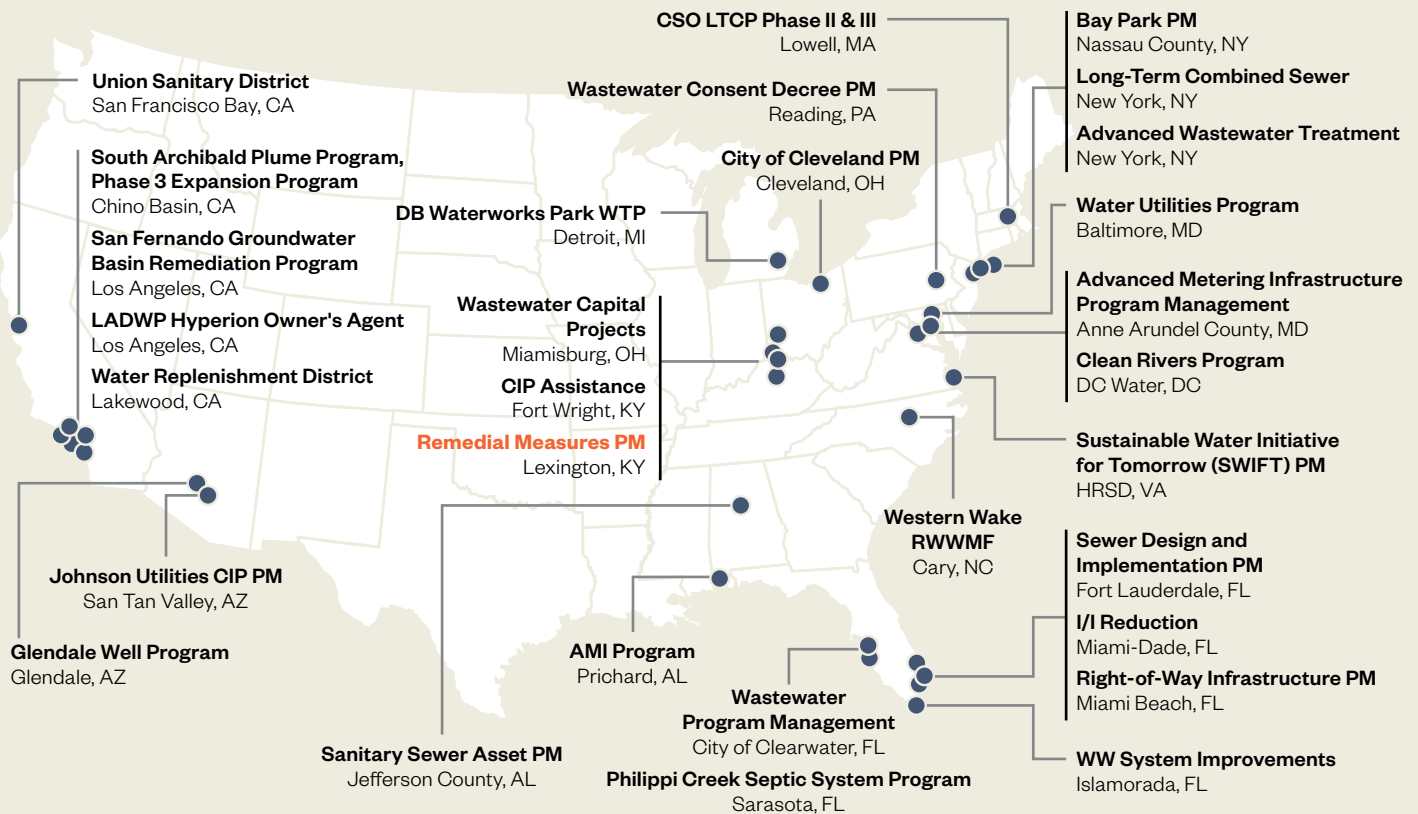 CSO LTCP Phase II & III
Lowell, MA
Bay Park PM
Nassau County, NY
Long-Term Combined Sewer
New York, NY
Advanced Wastewater Treatment
New York, NY
Union Sanitary District
San Francisco Bay, CA
Wastewater Consent Decree PM
Reading, PA
South Archibald Plume Program,
Phase 3 Expansion Program
Chino Basin, CA
San Fernando Groundwater
Basin Remediation Program
Los Angeles, CA
LADWP Hyperion Owner's Agent
Los Angeles, CA
Water Replenishment District
Lakewood, CA
City of Cleveland PM
Cleveland, OH
DB Waterworks Park WTP
Detroit, MI
Water Utilities Program
Baltimore, MD
Advanced Metering Infrastructure
Program Management
Anne Arundel County, MD
Clean Rivers Program
DC Water, DC
Wastewater Capital
Projects
Miamisburg, OH
CIP Assistance
Fort Wright, KY
Remedial Measures PM
Lexington, KY
Sustainable Water Initiative
for Tomorrow (SWIFT) PM
HRSD, VA
Western Wake
RWWMF
Cary, NC
Sewer Design and
Implementation PM
Fort Lauderdale, FL
I/I Reduction
Miami-Dade, FL
Right-of-Way Infrastructure PM
Miami Beach, FL
Johnson Utilities CIP PM
San Tan Valley, AZ
Glendale Well Program
Glendale, AZ
AMI Program
Prichard, AL
Wastewater
Program Management
City of Clearwater, FL
Philippi Creek Septic System Program
Sarasota, FL
Sanitary Sewer Asset PM
Jefferson County, AL
WW System Improvements
Islamorada, FL